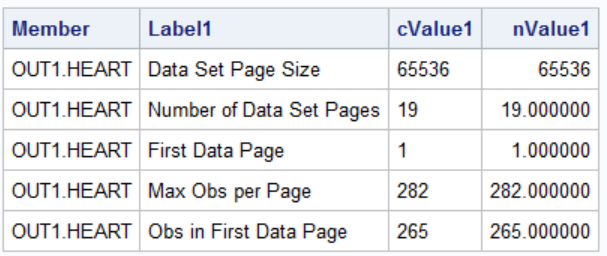 Member Label1 cValue1 nValue1
OUT1.HEART Data Set Page Size 65536 65536
OUT1.HEART Number of Data Set Pages 19 19.000000
OUT1.HEART First Data Page 1 1.000000
OUT1.HEART Max Obs per Page 282 282.000000
OUT1.HEART Obs in First Data Page 265 265.000000